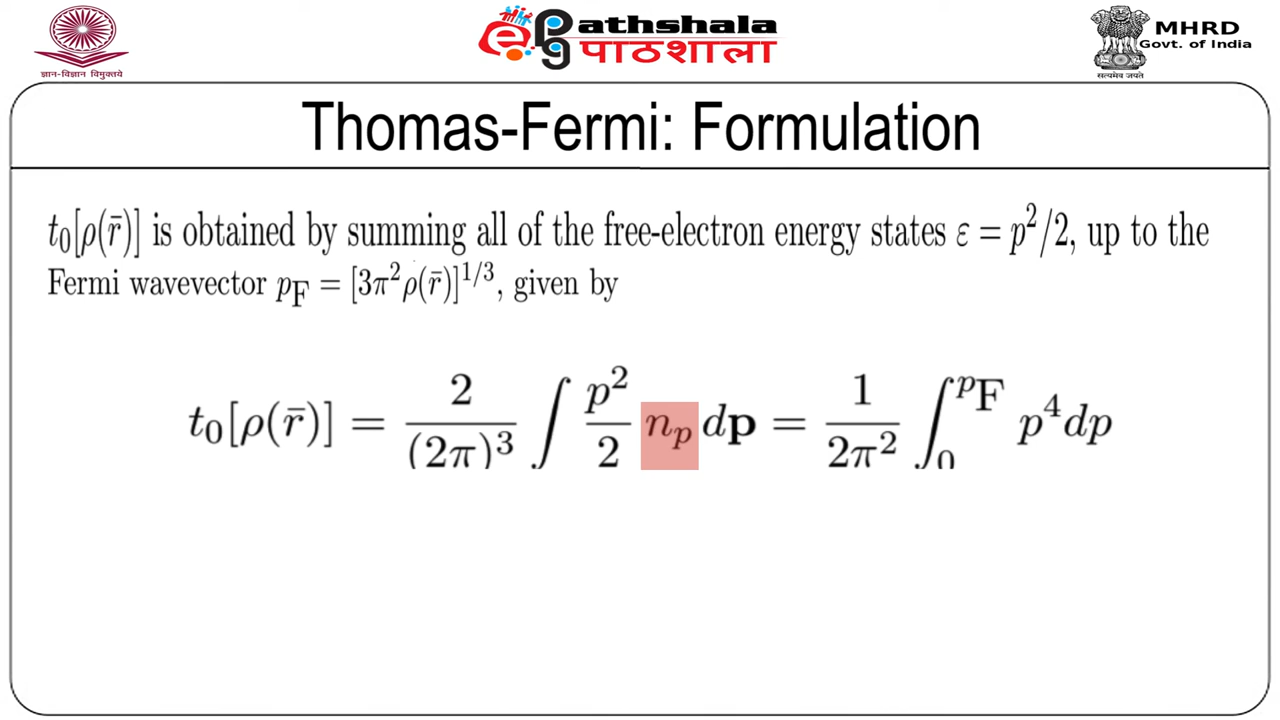 ज्ञान-विज्ञान विमुक्तये
ePG Pathshala
पाठशाला
MHRD
Govt. of India
सत्यमेव जयते
Thomas-Fermi: Formulation
t₀[ρ(r̄)] is obtained by summing all of the free-electron energy states ε = p²/2, up to the
Fermi wavevector p_F = [3π²ρ(r̄)]^{1/3}, given by
t₀[ρ(r̄)] = 2/(2π)³ ∫ p²/2 n_p d𝐩 = 1/2π² ∫₀^{p_F} p⁴dp